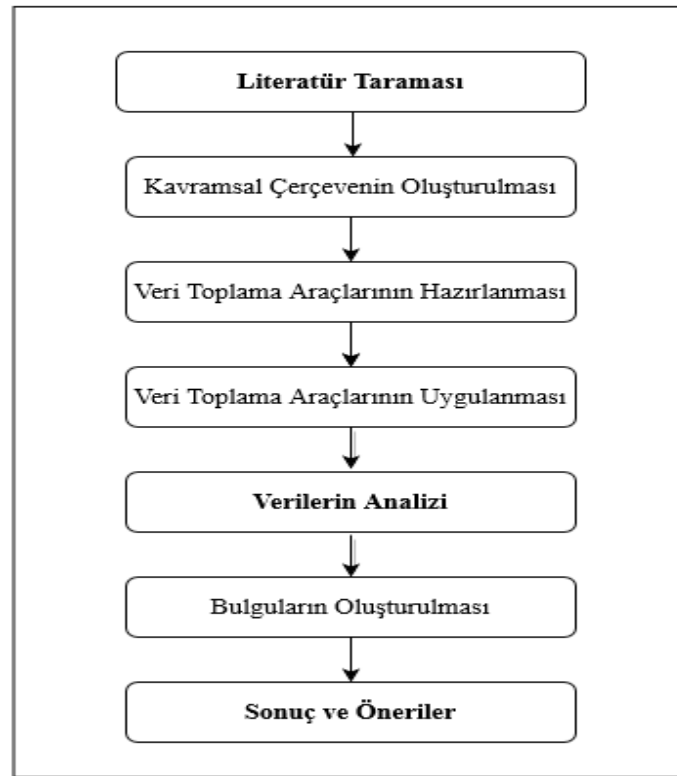 Literatür Taraması
Kavramsal Çerçevenin Oluşturulması
Veri Toplama Araçlarının Hazırlanması
Veri Toplama Araçlarının Uygulanması
Verilerin Analizi
Bulguların Oluşturulması
Sonuç ve Öneriler